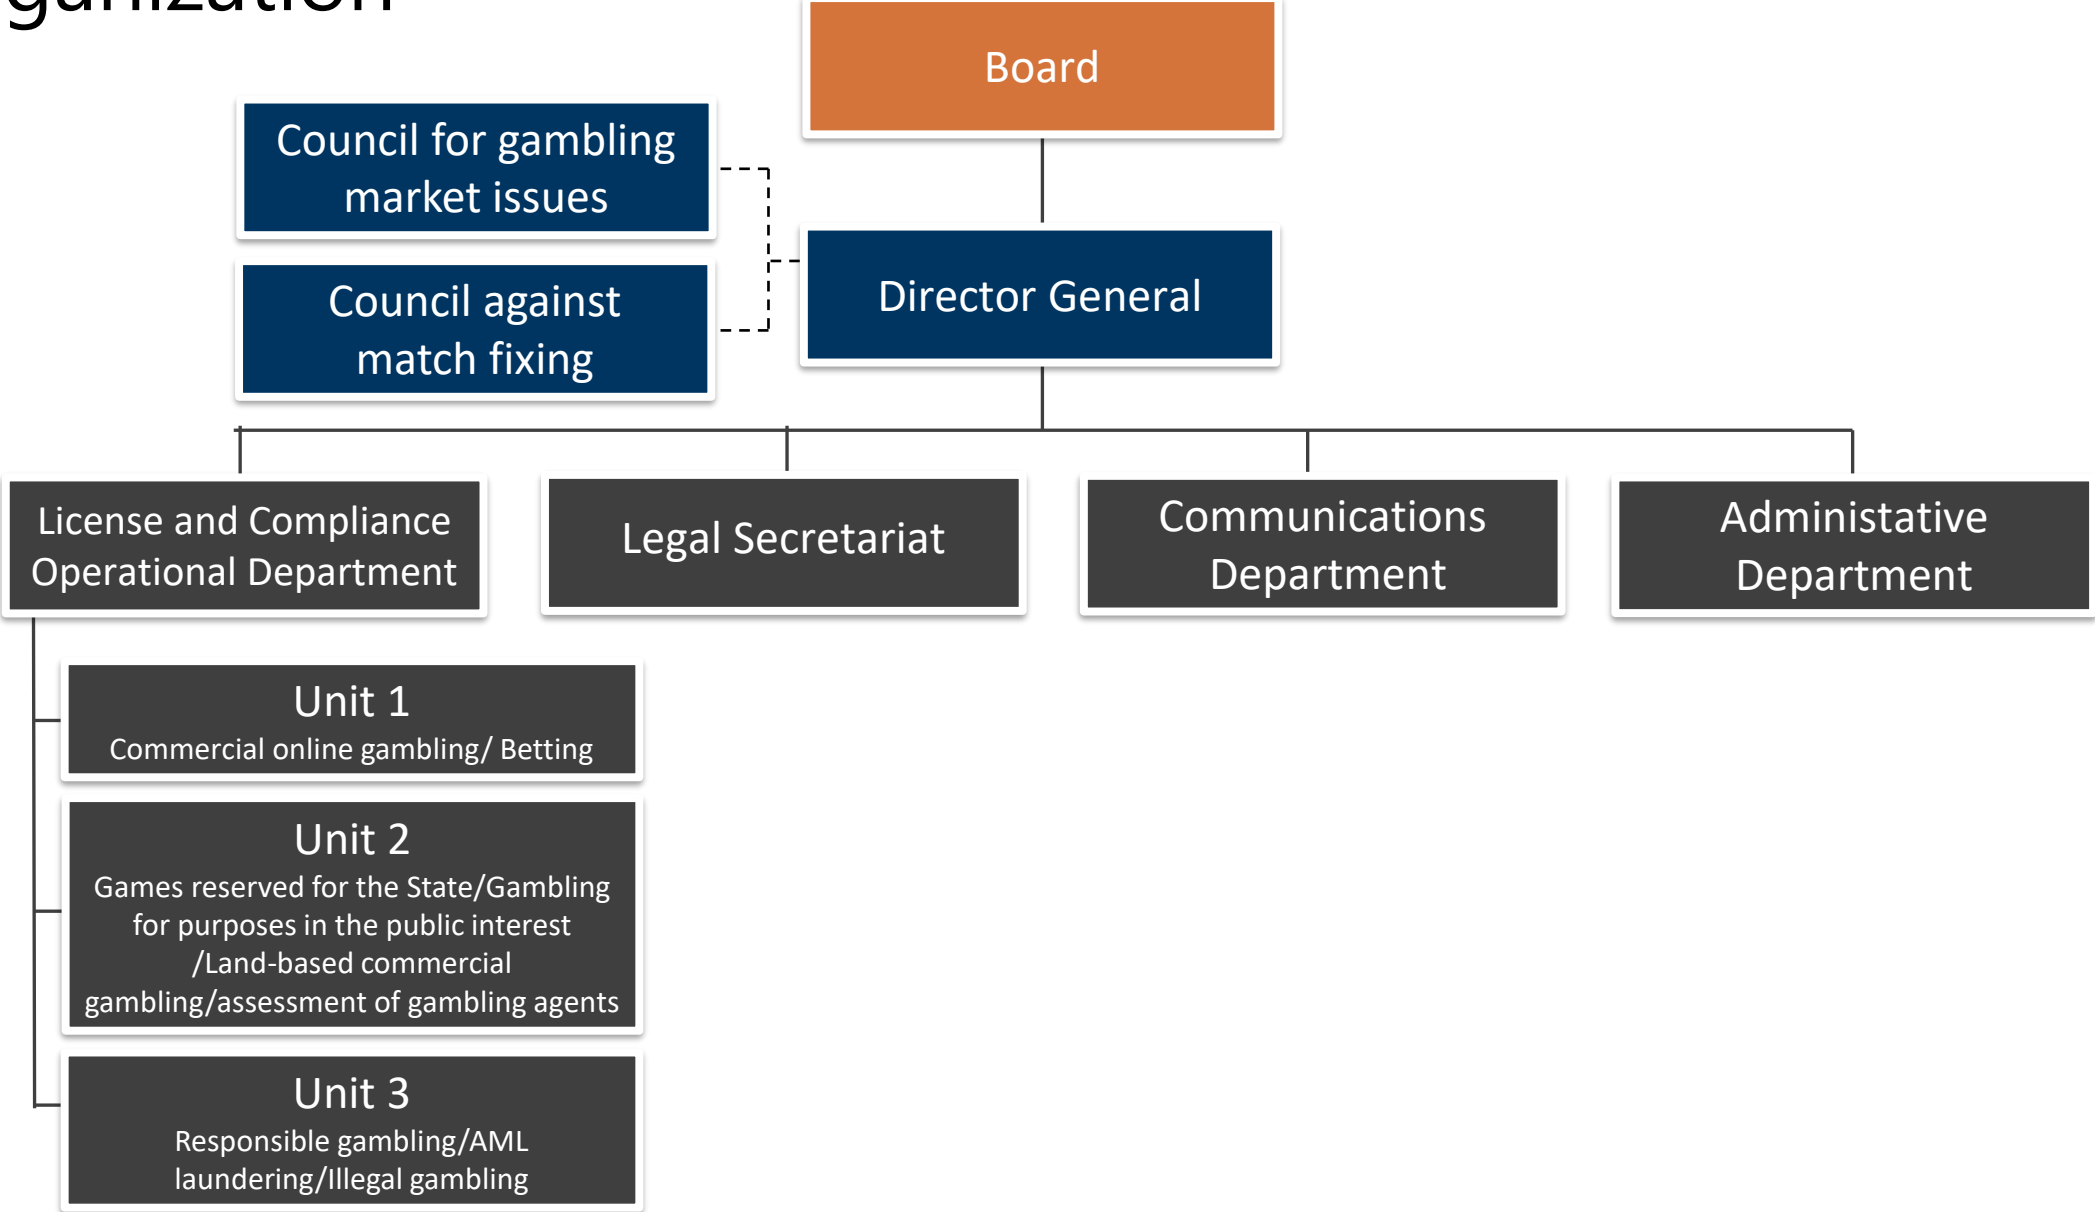 ganization
Board
Council for gambling
market issues
Council against
match fixing
Director General
License and Compliance
Operational Department
Legal Secretariat
Communications
Department
Administative
Department
Unit 1
Commercial online gambling/ Betting
Unit 2
Games reserved for the State/Gambling
for purposes in the public interest
/Land-based commercial
gambling/assessment of gambling agents
Unit 3
Responsible gambling/AML
laundering/Illegal gambling